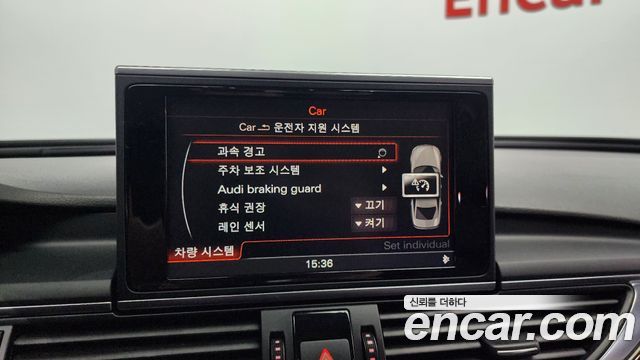 Encar
Car
Car 운전자 지원 시스템
과속 경고
주차 보조 시스템
Audi braking guard
휴식 권장 끄기
레인 센서 켜기
차량 시스템 Set individual
15:36
신뢰를 더하다
encar.com